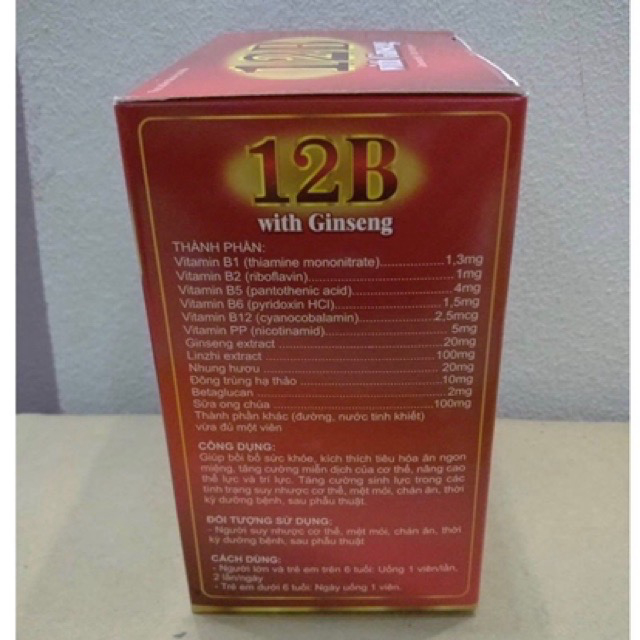 12B
with Ginseng
12B
with Ginseng
THÀNH PHẦN:
Vitamin B1 (thiamine mononitrate)....................1,3mg
Vitamin B2 (riboflavin)....................1mg
Vitamin B5 (pantothenic acid)....................4mg
Vitamin B6 (pyridoxin HCl)....................1,5mg
Vitamin B12 (cyanocobalamin)....................2,5mcg
Vitamin PP (nicotinamid)....................5mg
Ginseng extract ....................20mg
Linzhi extract ....................100mg
Nhung hươu ....................20mg
Đông trùng hạ thảo ....................10mg
Betaglucan ....................2mg
Sữa ong chúa ....................100mg
Thành phần khác (đường, nước tinh khiết)
vừa đủ một viên
CÔNG DỤNG:
Giúp bồi bổ sức khỏe, kích thích tiêu hóa ăn ngon
miệng, tăng cường miễn dịch của cơ thể, nâng cao
thể lực và trí lực. Tăng cường sinh lực trong các
tình trạng suy nhược cơ thể, mệt mỏi, chán ăn, thời
kỳ dưỡng bệnh, sau phẫu thuật.
ĐỐI TƯỢNG SỬ DỤNG:
- Người suy nhược cơ thể, mệt mỏi, chán ăn, thời
kỳ dưỡng bệnh, sau phẫu thuật
CÁCH DÙNG:
- Người lớn và trẻ em trên 6 tuổi: Uống 1 viên/lần,
2 lần/ngày
- Trẻ em dưới 6 tuổi: Ngày uống 1 viên.